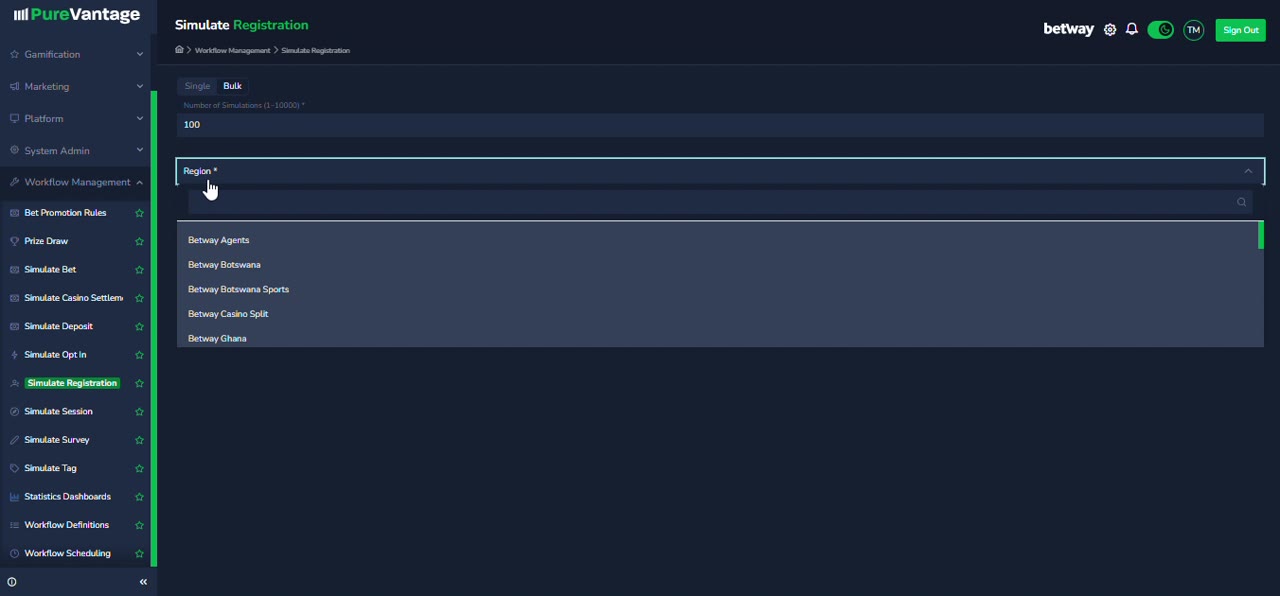 PureVantage
Gamification
Marketing
Platform
System Admin
Workflow Management
Bet Promotion Rules
Prize Draw
Simulate Bet
Simulate Casino Settlem
Simulate Deposit
Simulate Opt In
Simulate Registration
Simulate Session
Simulate Survey
Simulate Tag
Statistics Dashboards
Workflow Definitions
Workflow Scheduling
Simulate Registration
Workflow Management > Simulate Registration
betway
TM
Sign Out
Single Bulk
Number of Simulations (1-10000) *
100
Region *
Betway Agents
Betway Botswana
Betway Botswana Sports
Betway Casino Split
Betway Ghana